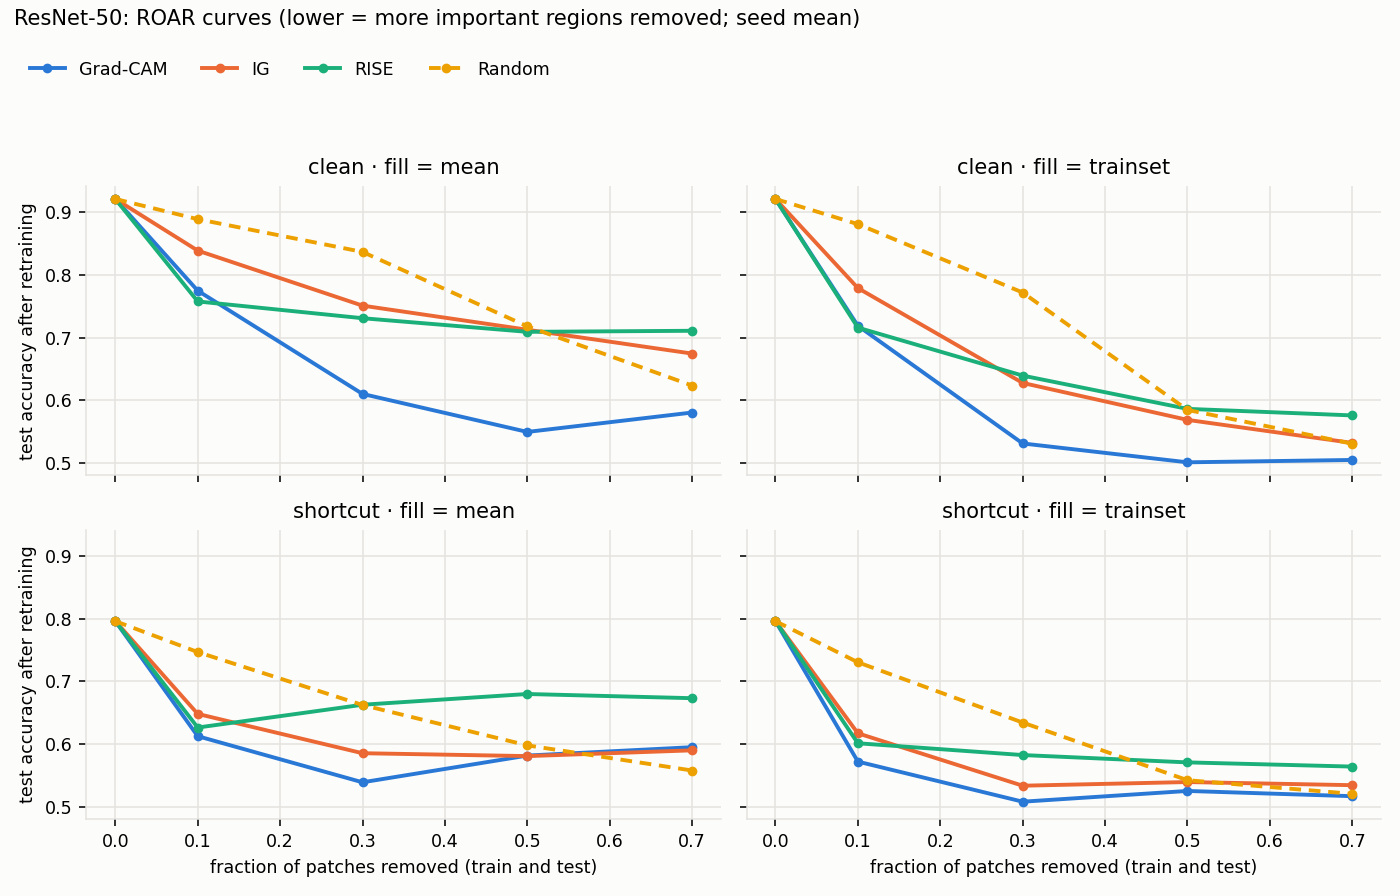 ResNet-50: ROAR curves (lower = more important regions removed; seed mean)
Grad-CAM IG RISE Random
clean · fill = mean
clean · fill = trainset
test accuracy after retraining
0.9
0.8
0.7
0.6
0.5
shortcut · fill = mean
shortcut · fill = trainset
test accuracy after retraining
0.9
0.8
0.7
0.6
0.5
0.0 0.1 0.2 0.3 0.4 0.5 0.6 0.7
0.0 0.1 0.2 0.3 0.4 0.5 0.6 0.7
fraction of patches removed (train and test)
fraction of patches removed (train and test)